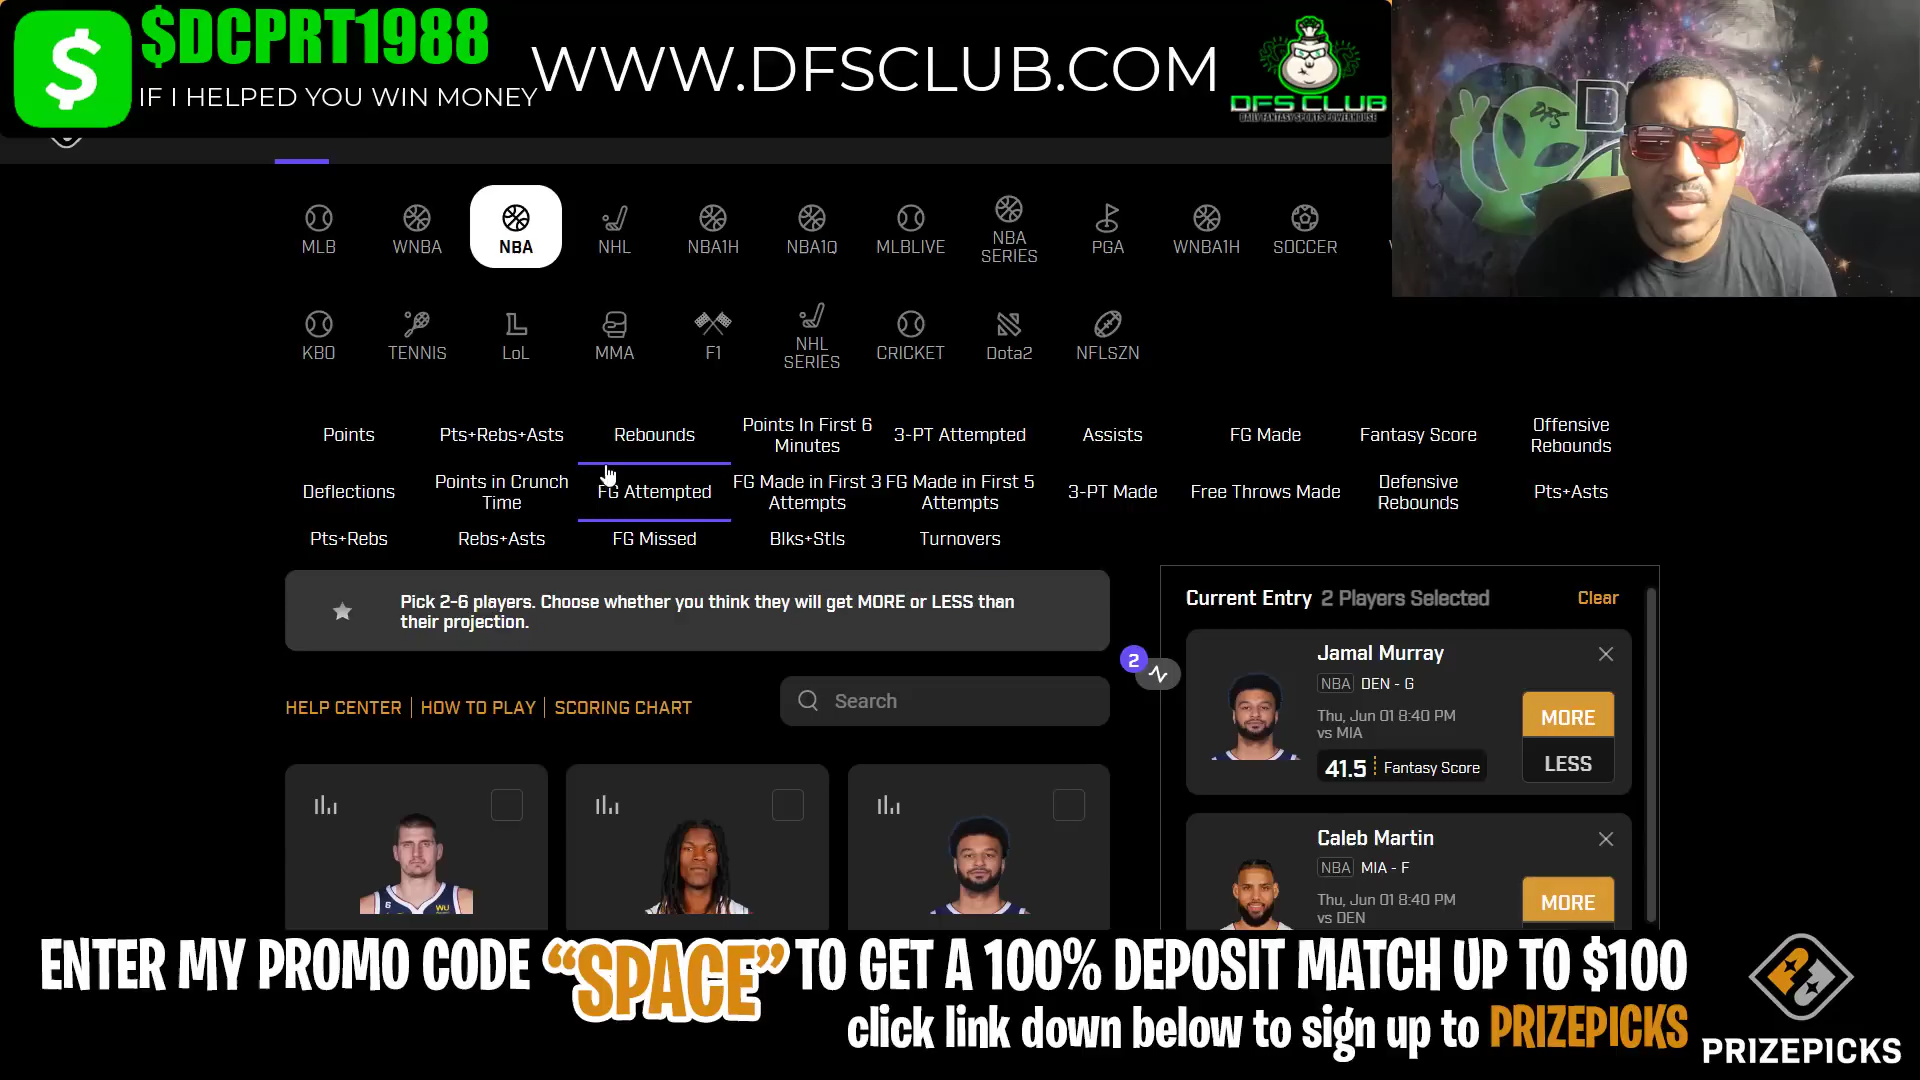 $DCPRT1988
IF I HELPED YOU WIN MONEY
WWW.DFSCLUB.COM
DFS CLUB
DAILY FANTASY SPORTS POWERHOUSE
MLB
WNBA
NBA
NHL
NBA1H
NBA1Q
MLBLIVE
NBA
SERIES
PGA
WNBA1H
SOCCER
KBO
TENNIS
LoL
MMA
F1
NHL
SERIES
CRICKET
Dota2
NFLSZN
Points
Pts+Rebs+Asts
Rebounds
Points In First 6
Minutes
3-PT Attempted
Assists
FG Made
Fantasy Score
Offensive
Rebounds
Deflections
Points in Crunch
Time
FG Attempted
FG Made in First 3
Attempts
FG Made in First 5
Attempts
3-PT Made
Free Throws Made
Defensive
Rebounds
Pts+Asts
Pts+Rebs
Rebs+Asts
FG Missed
Blks+Stls
Turnovers
Pick 2-6 players. Choose whether you think they will get MORE or LESS than
their projection.
HELP CENTER
HOW TO PLAY
SCORING CHART
Search
2
Current Entry 2 Players Selected
Clear
Jamal Murray
NBA DEN - G
Thu, Jun 01 8:40 PM
vs MIA
41.5 Fantasy Score
MORE
LESS
Caleb Martin
NBA MIA - F
Thu, Jun 01 8:40 PM
vs DEN
MORE
ENTER MY PROMO CODE "SPACE" TO GET A 100% DEPOSIT MATCH UP TO $100
click link down below to sign up to PRIZEPICKS
PRIZEPICKS